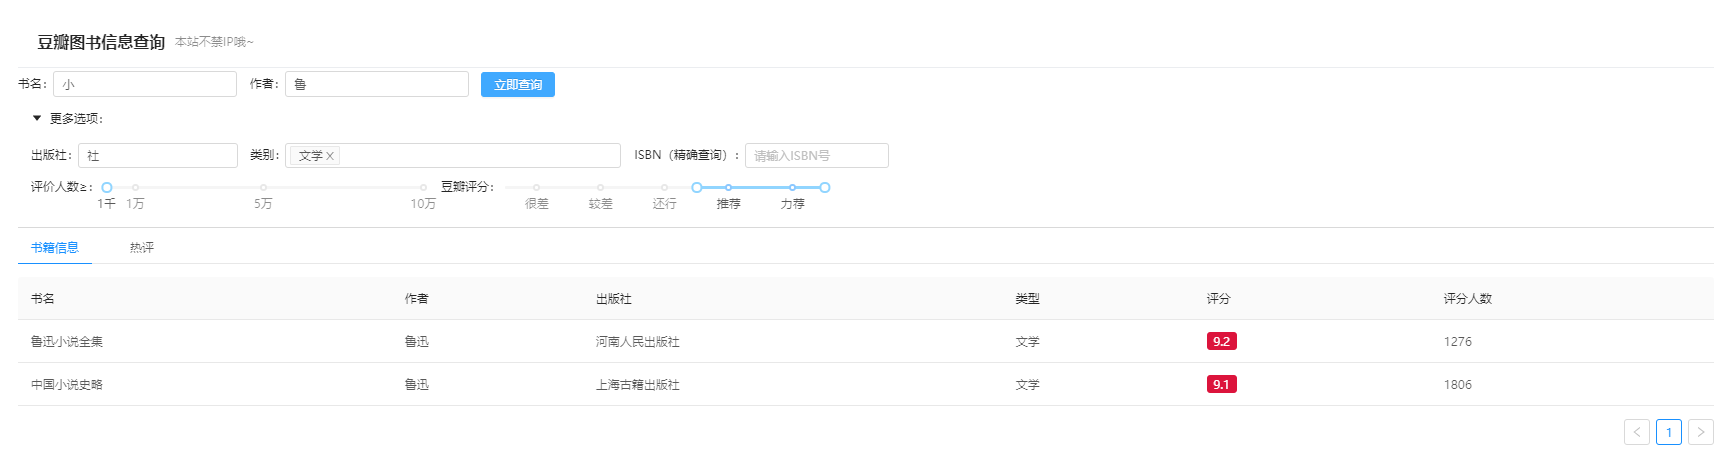 豆瓣图书信息查询 本站不禁IP哦~
书名: 小 作者: 鲁 立即查询
更多选项:
出版社: 社 类别: 文学 X ISBN（精确查询）: 请输入ISBN号
评价人数≥: 豆瓣评分:
1千 1万 5万 10万 很差 较差 还行 推荐 力荐
书籍信息 热评
书名 作者 出版社 类型 评分 评分人数
鲁迅小说全集 鲁迅 河南人民出版社 文学 9.2 1276
中国小说史略 鲁迅 上海古籍出版社 文学 9.1 1806
< 1 >